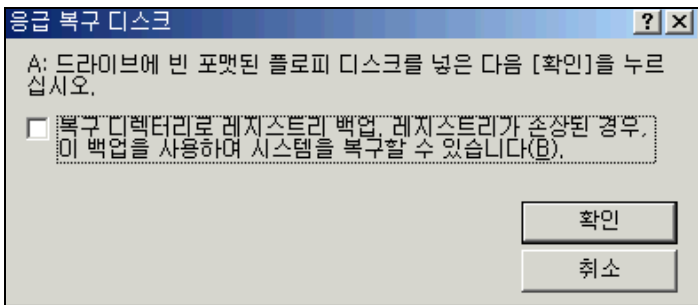 응급 복구 디스크
A: 드라이브에 빈 포맷된 플로피 디스크를 넣은 다음 [확인]을 누르
십시오.
복구 디렉터리로 레지스트리 백업, 레지스트리가 손상된 경우,
이 백업을 사용하여 시스템을 복구할 수 있습니다(B).
확인
취소